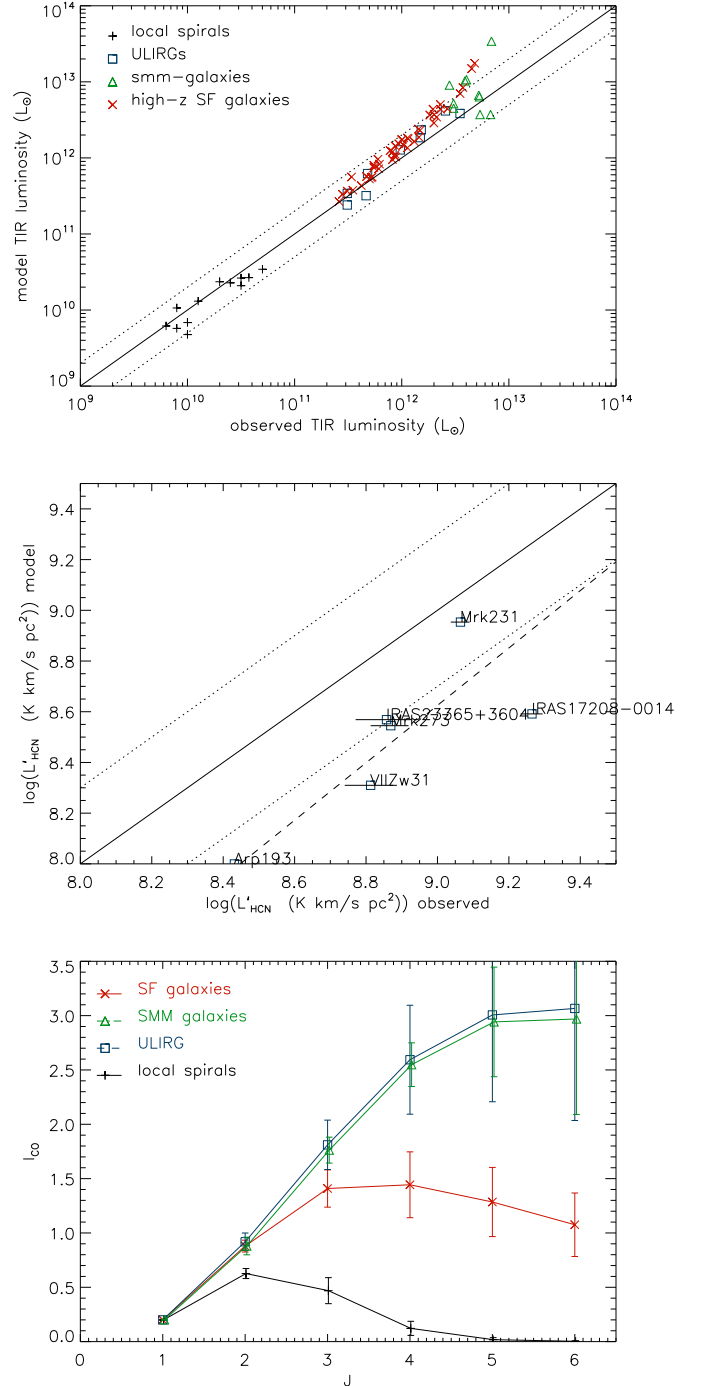 10¹⁴
10¹³
10¹²
10¹¹
10¹⁰
10⁹
model TIR luminosity (L☉)
local spirals
ULIRGs
smm-galaxies
high-z SF galaxies
10⁹ 10¹⁰ 10¹¹ 10¹² 10¹³ 10¹⁴
observed TIR luminosity (L☉)
9.4
9.2
9.0
8.8
8.6
8.4
8.2
8.0
log(L'HCN (K km/s pc²)) model
Mrk231
IRAS17208-0014
IRAS23365+3604
Mrk273
VIIZw31
Arp193
8.0 8.2 8.4 8.6 8.8 9.0 9.2 9.4
log(L'HCN (K km/s pc²)) observed
3.5
3.0
2.5
2.0
1.5
1.0
0.5
0.0
ICO
SF galaxies
SMM galaxies
ULIRG
local spirals
0 1 2 3 4 5 6
J